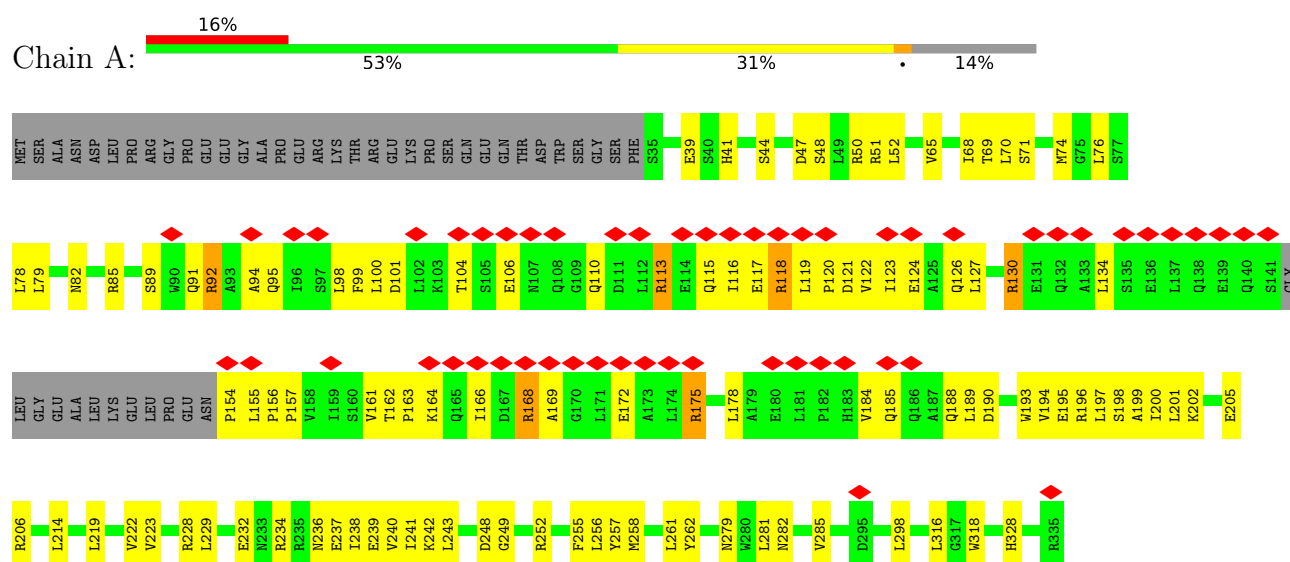 16%
Chain A:
53% 31% • 14%
MET SER ALA ASN ASP LEU PRO ARG GLY PRO GLU GLU GLY ALA PRO GLU ARG LYS THR ARG GLU LYS PRO SER GLN GLU GLN THR ASP TRP SER GLY SER PHE S35 E39 S40 H41 S44 D47 S48 L49 R50 R51 L52 V65 I68 T69 L70 S71 M74 G75 L76 S77
L78 L79 N82 R85 S89 W90 Q91 R92 A93 A94 Q95 I96 S97 L98 F99 L100 D101 L102 K103 T104 S105 E106 N107 Q108 G109 Q110 D111 L112 R113 E114 Q115 I116 E117 R118 L119 P120 D121 V122 I123 E124 A125 Q126 L127 R130 E131 Q132 A133 L134 S135 E136 L137 Q138 E139 Q140 S141 GLY
LEU GLY GLU ALA LEU LYS GLU LEU PRO GLU ASN P154 L155 P156 P157 V158 I159 S160 V161 T162 P163 K164 Q165 I166 D167 R168 A169 G170 L171 E172 A173 L174 R175 L178 A179 E180 L181 P182 H183 V184 Q185 Q186 A187 Q188 L189 D190 W193 V194 E195 R196 L197 S198 A199 I200 L201 K202 E205
R206 L214 L219 V222 V223 R228 L229 E232 N233 R234 R235 N236 E237 I238 E239 V240 I241 K242 L243 D248 G249 R252 F255 L256 Y257 M258 L261 Y262 N279 W280 L281 N282 V285 D295 L298 L316 G317 W318 H328 R335